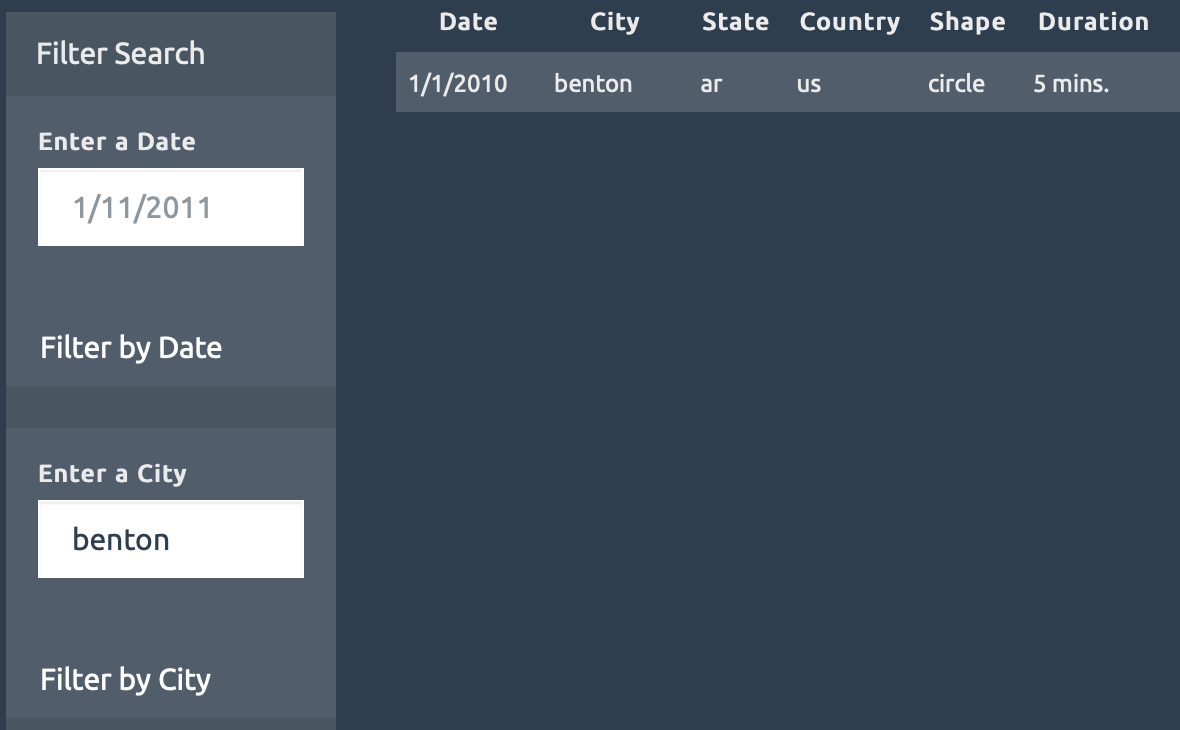 Filter Search
Enter a Date
1/11/2011
Filter by Date
Enter a City
benton
Filter by City
Date City State Country Shape Duration
1/1/2010 benton ar us circle 5 mins.